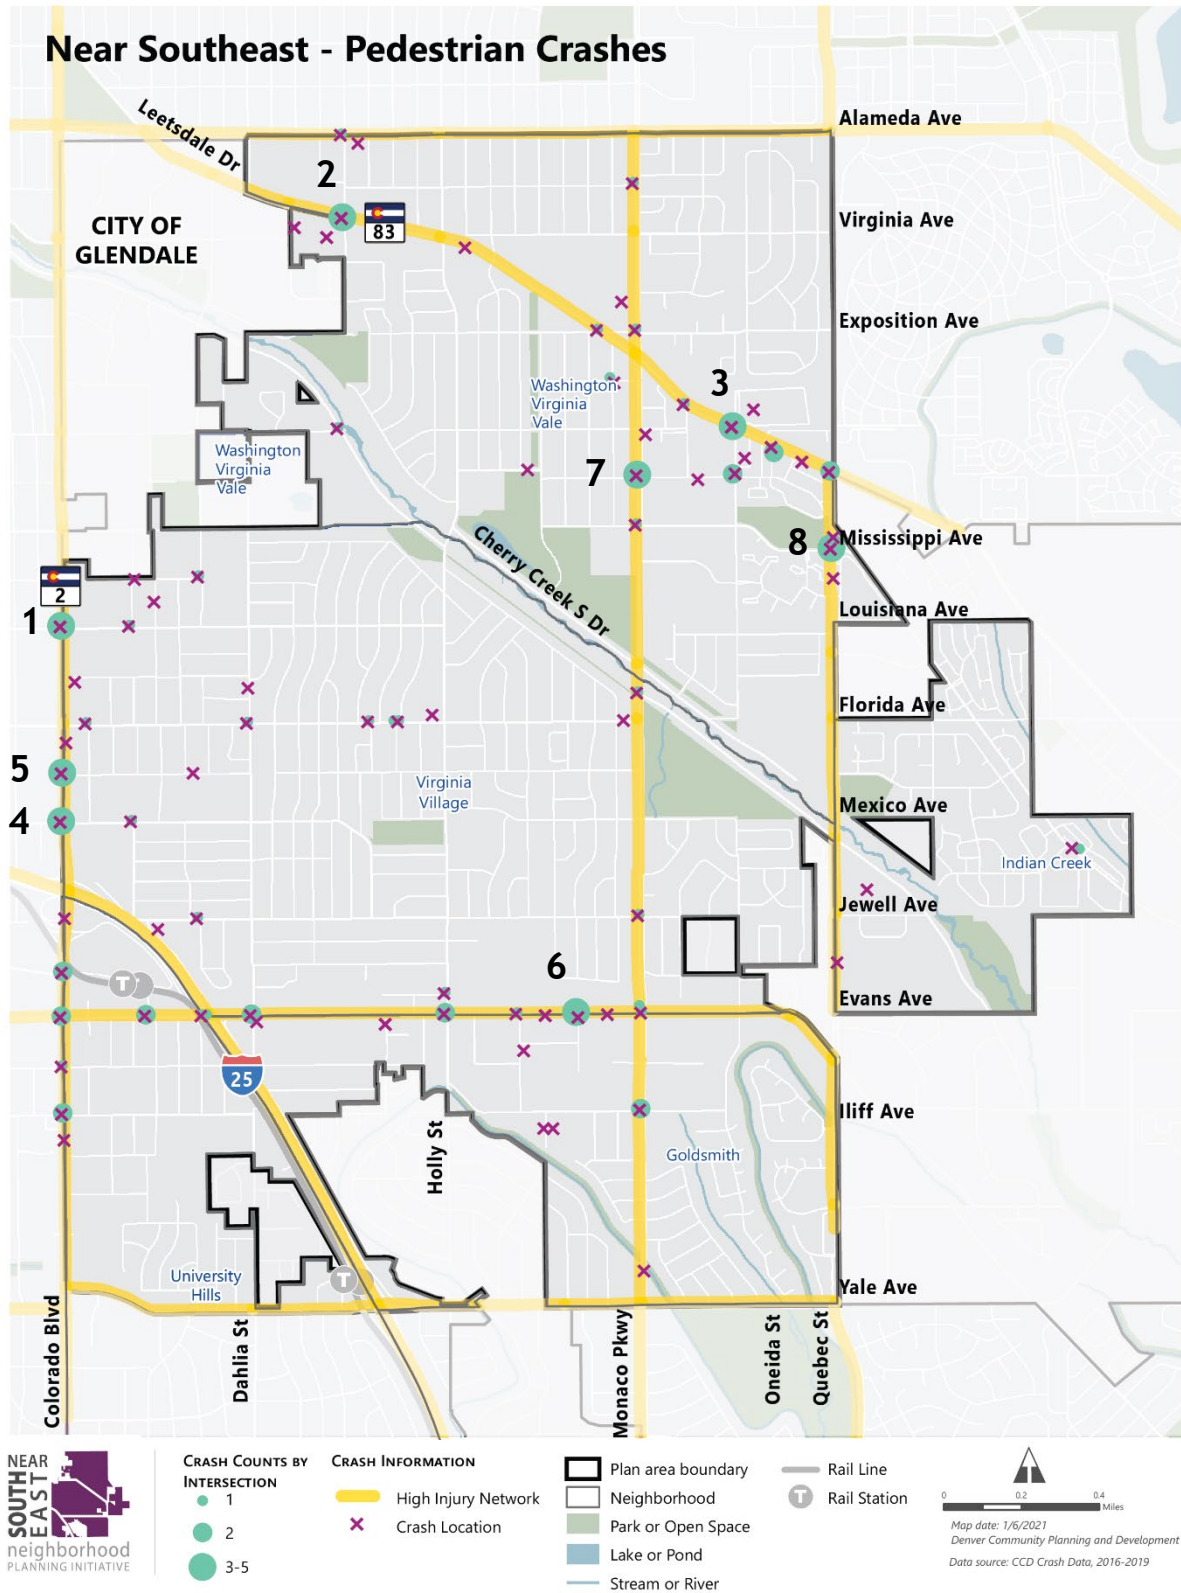 Near Southeast - Pedestrian Crashes
Leetsdale Dr
Alameda Ave
2
CITY OF
GLENDALE
83
Virginia Ave
Exposition Ave
Washington
Virginia
Vale
3
Washington
Virginia
Vale
7
Cherry Creek S Dr
8
Mississippi Ave
2
1
Louisiana Ave
Florida Ave
5
Virginia
Village
4
Mexico Ave
Indian Creek
Jewell Ave
6
T
Evans Ave
25
Iliff Ave
Holly St
Goldsmith
University
Hills
T
Yale Ave
Colorado Blvd
Dahlia St
Monaco Pkwy
Oneida St
Quebec St
NEAR
SOUTH
EAST
neighborhood
PLANNING INITIATIVE
CRASH COUNTS BY
INTERSECTION
1
2
3-5
CRASH INFORMATION
High Injury Network
Crash Location
Plan area boundary
Neighborhood
Park or Open Space
Lake or Pond
Stream or River
Rail Line
T
Rail Station
0 0.2 0.4
Miles
Map date: 1/6/2021
Denver Community Planning and Development
Data source: CCD Crash Data, 2016-2019